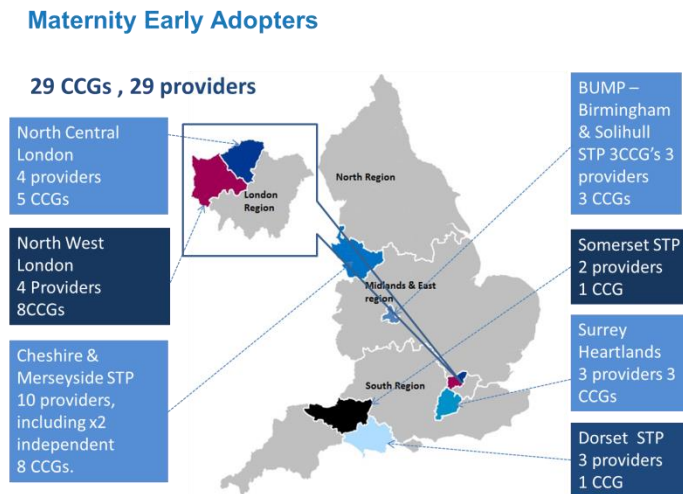 Maternity Early Adopters
29 CCGs , 29 providers
North Central
London
4 providers
5 CCGs
North West
London
4 Providers
8CCGs
Cheshire &
Merseyside STP
10 providers,
including x2
independent
8 CCGs.
London
Region
North Region
Midlands & East
region
South Region
BUMP –
Birmingham
& Solihull
STP 3CCG's 3
providers
3 CCGs
Somerset STP
2 providers
1 CCG
Surrey
Heartlands
3 providers 3
CCGs
Dorset STP
3 providers
1 CCG